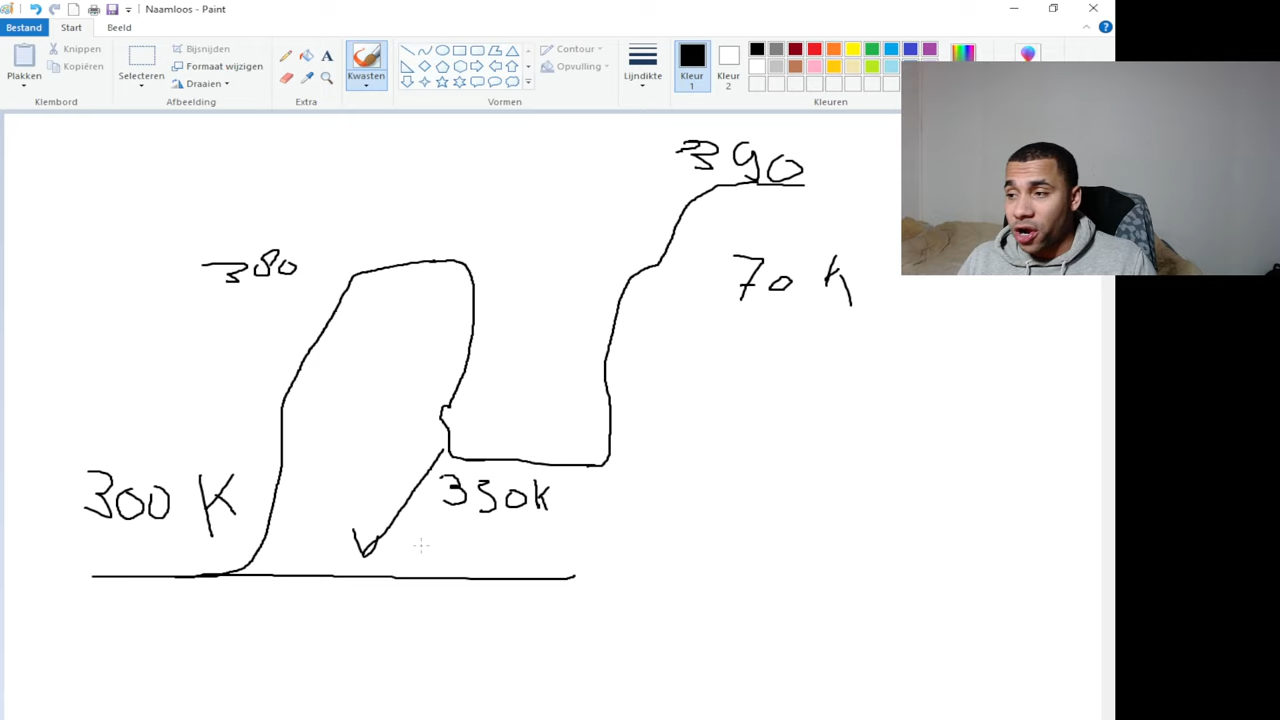 Naamloos - Paint
Bestand Start Beeld
Plakken
Knippen
Kopiëren
Klembord
Selecteren
Bijsnijden
Formaat wijzigen
Draaien
Afbeelding
A
Extra
Kwasten
Contour
Opvulling
Vormen
Lijndikte
Kleur 1
Kleur 2
Kleuren
390
380
70 K
300 K
350k